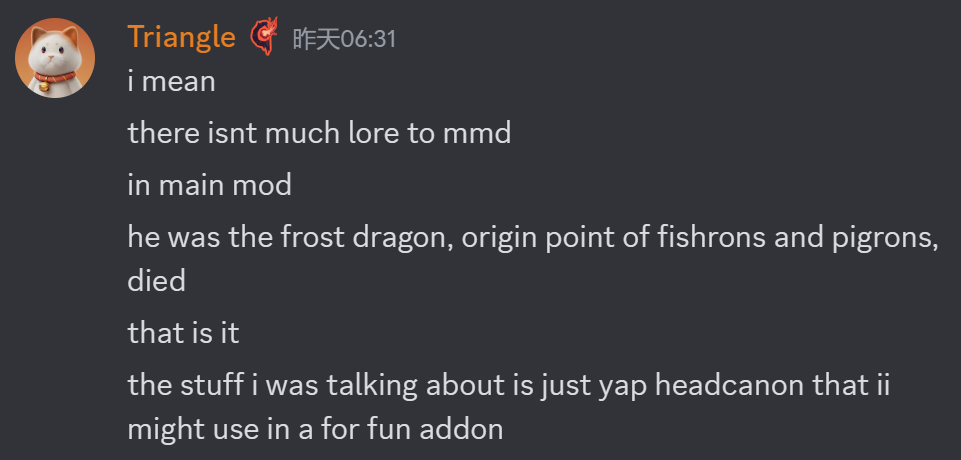 Triangle 昨天06:31
i mean
there isnt much lore to mmd
in main mod
he was the frost dragon, origin point of fishrons and pigrons,
died
that is it
the stuff i was talking about is just yap headcanon that ii
might use in a for fun addon